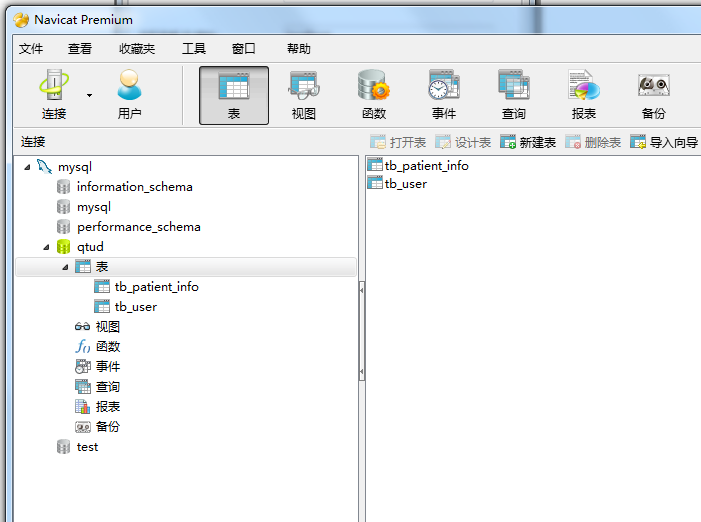 Navicat Premium
文件 查看 收藏夹 工具 窗口 帮助
连接 用户 表 视图 函数 事件 查询 报表 备份
连接 打开表 设计表 新建表 删除表 导入向导
mysql
information_schema
mysql
performance_schema
qtud
表
tb_patient_info
tb_user
视图
函数
事件
查询
报表
备份
test
tb_patient_info
tb_user